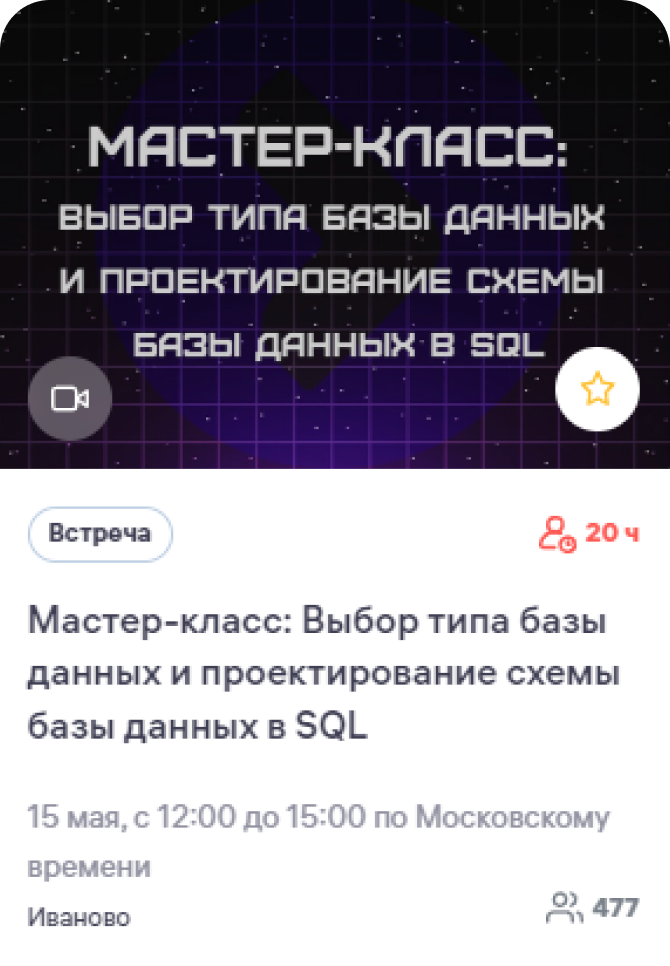 МАСТЕР-КЛАСС:
ВЫБОР ТИПА БАЗЫ ДАННЫХ
И ПРОЕКТИРОВАНИЕ СХЕМЫ
БАЗЫ ДАННЫХ В SQL
Встреча
20 ч
Мастер-класс: Выбор типа базы
данных и проектирование схемы
базы данных в SQL
15 мая, с 12:00 до 15:00 по Московскому
времени
Иваново
477